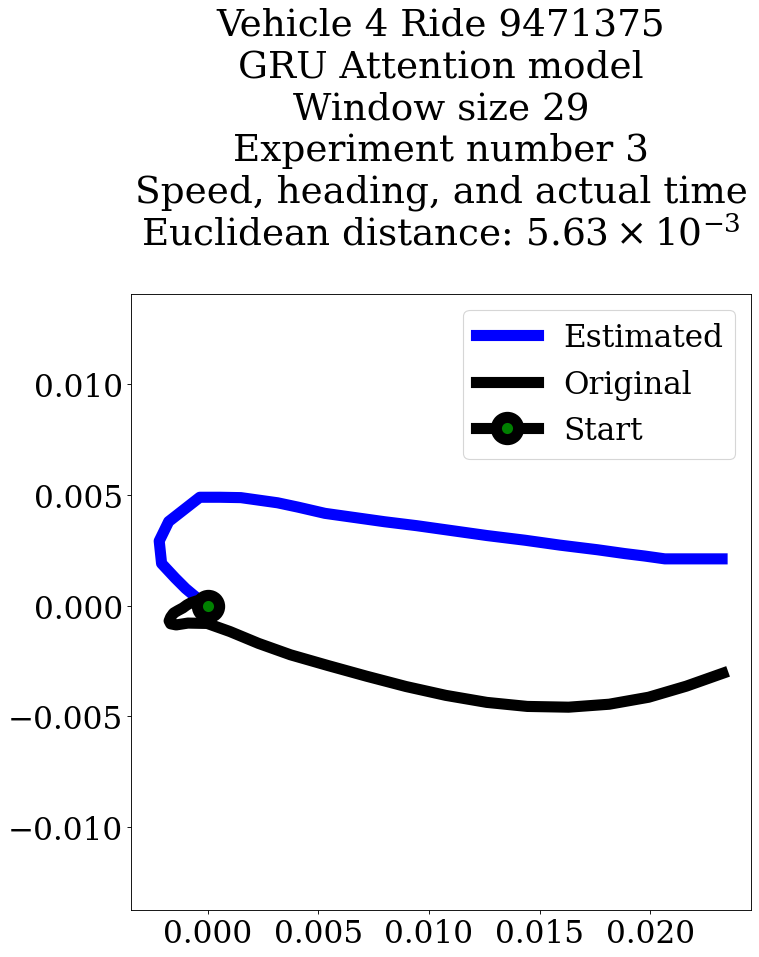 Vehicle 4 Ride 9471375
GRU Attention model
Window size 29
Experiment number 3
Speed, heading, and actual time
Euclidean distance: 5.63 × 10⁻³
Estimated
Original
Start
0.010
0.005
0.000
−0.005
−0.010
0.000 0.005 0.010 0.015 0.020